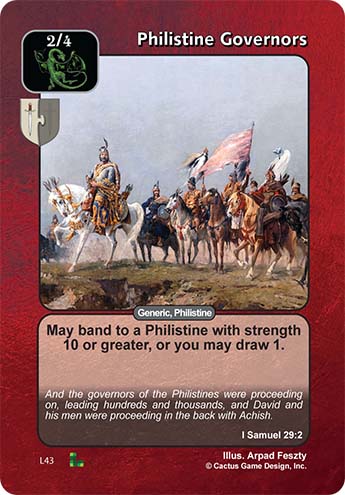 2/4
Philistine Governors
Generic, Philistine
May band to a Philistine with strength
10 or greater, or you may draw 1.
And the governors of the Philistines were proceeding
on, leading hundreds and thousands, and David and
his men were proceeding in the back with Achish.
I Samuel 29:2
L43
L
Illus. Arpad Feszty
© Cactus Game Design, Inc.